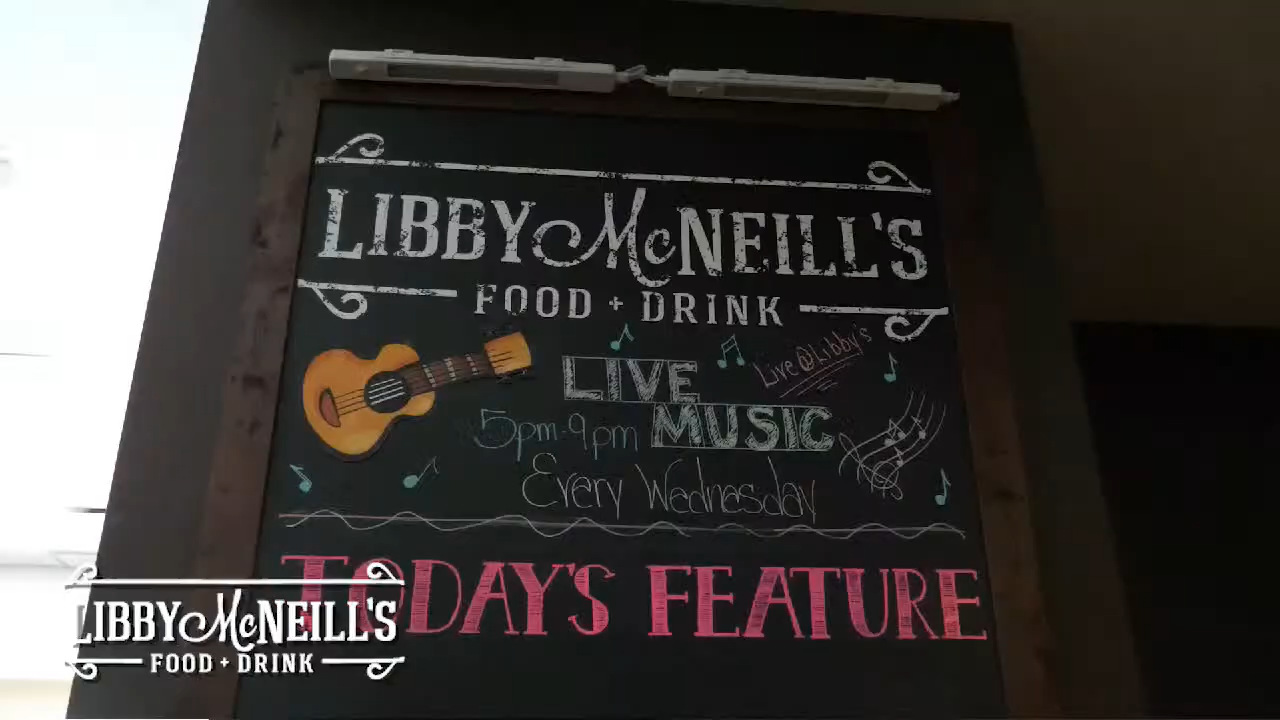 LIBBY McNEILL'S
FOOD + DRINK
Live@Libby's
LIVE
MUSIC
5pm-9pm
Every Wednesday
TODAY'S FEATURE
LIBBY McNEILL'S
FOOD + DRINK